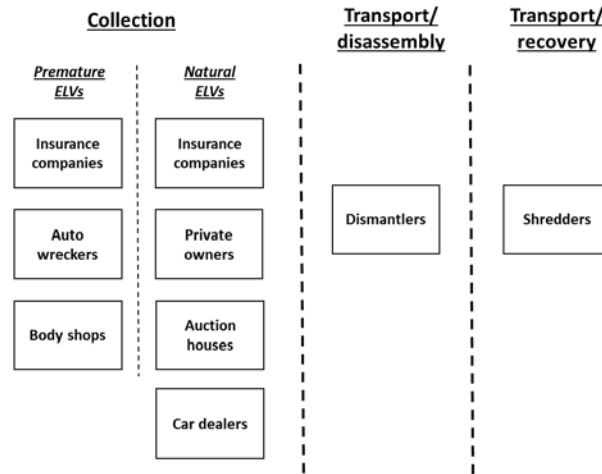 Collection
Transport/
disassembly
Transport/
recovery
Premature
ELVs
Natural
ELVs
Insurance
companies
Insurance
companies
Auto
wreckers
Private
owners
Dismantlers
Shredders
Body shops
Auction
houses
Car dealers